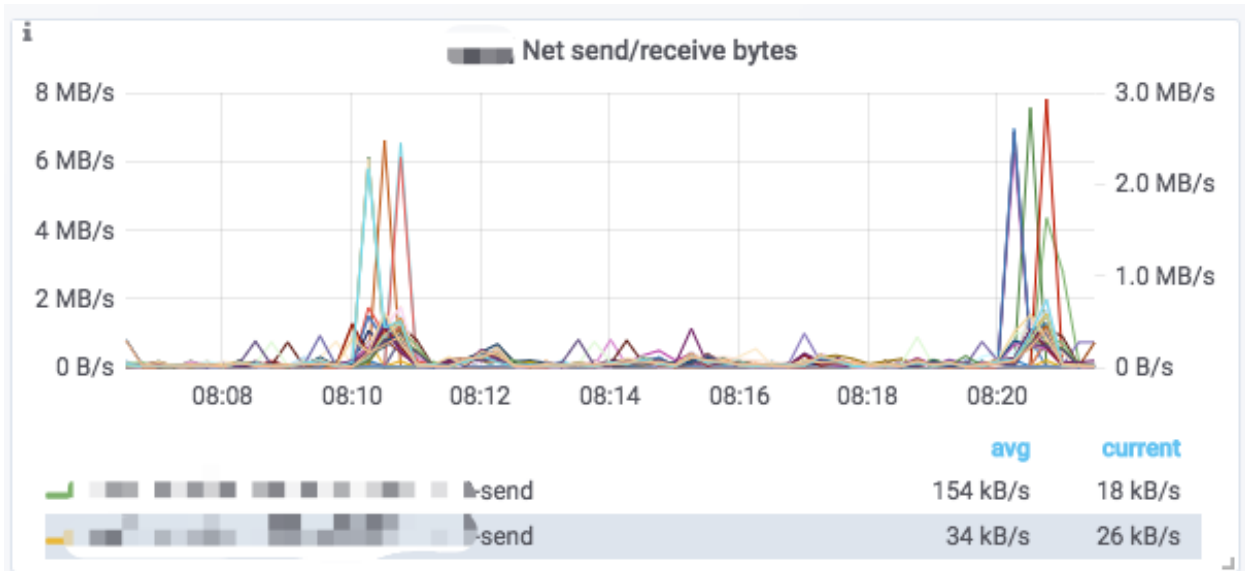 i
Net send/receive bytes
8 MB/s 3.0 MB/s
6 MB/s 2.0 MB/s
4 MB/s
2 MB/s 1.0 MB/s
0 B/s 0 B/s
08:08 08:10 08:12 08:14 08:16 08:18 08:20
avg current
-send 154 kB/s 18 kB/s
-send 34 kB/s 26 kB/s